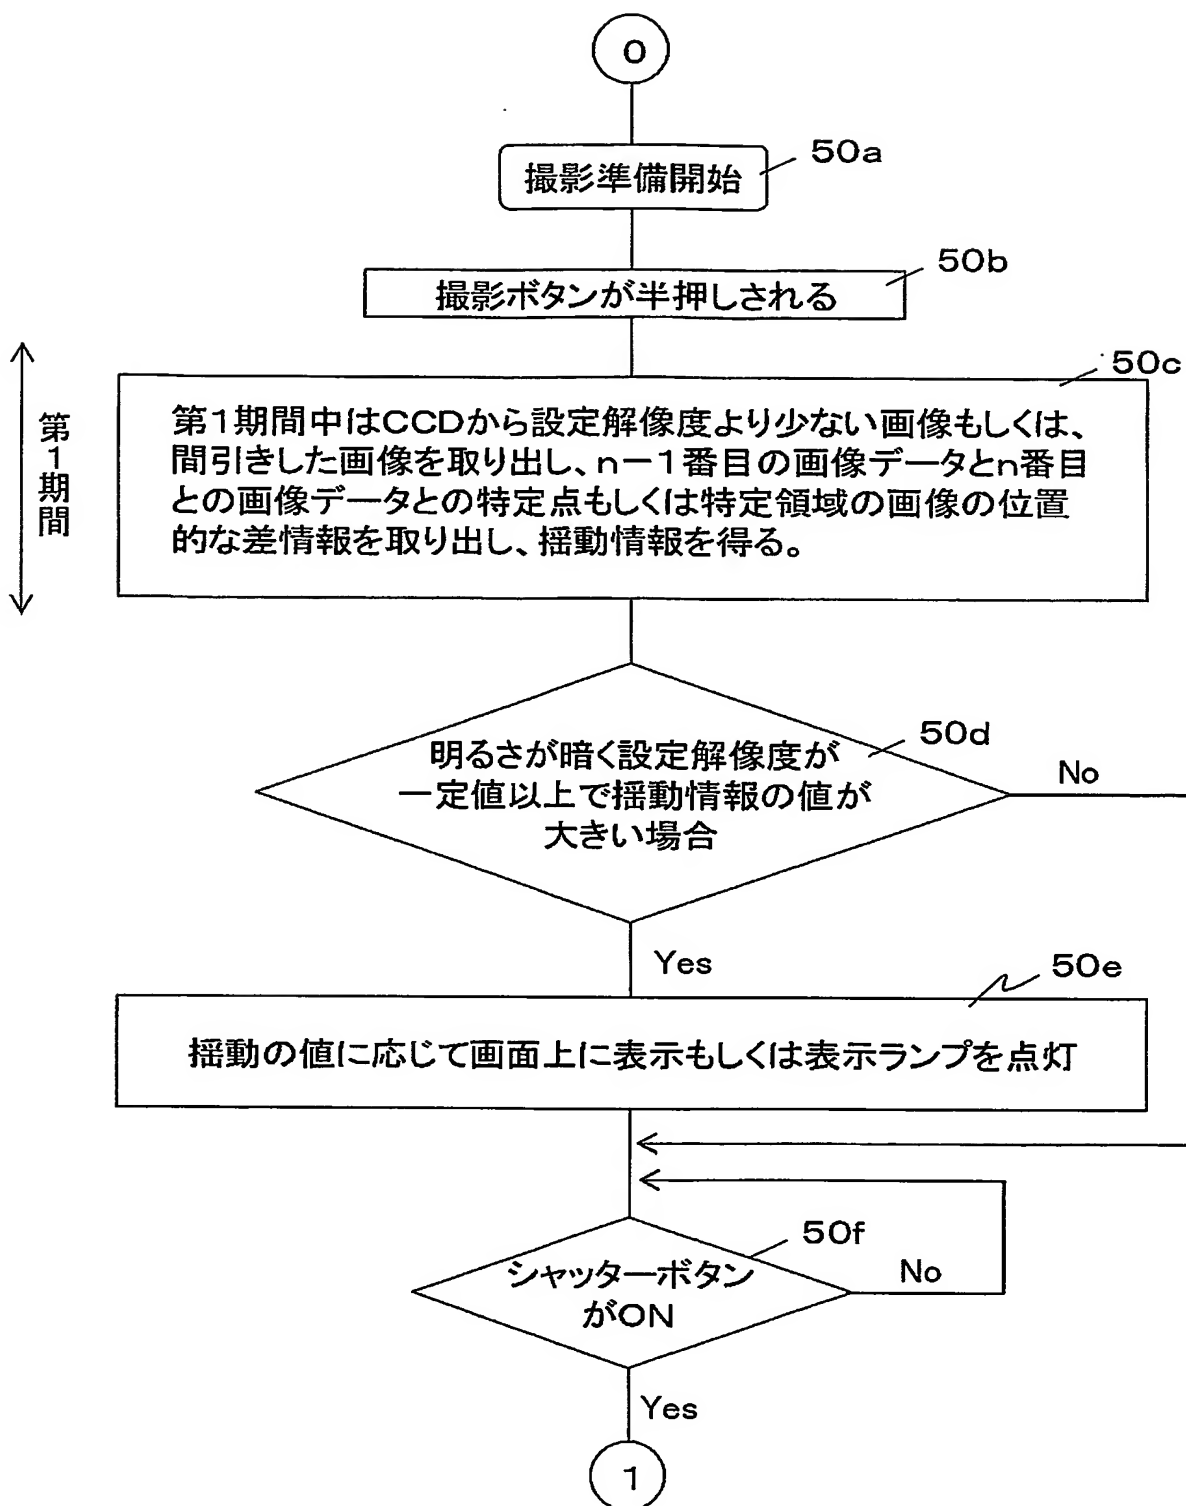 0
50a
撮影準備開始
50b
撮影ボタンが半押しされる
50c
第1期間
第1期間中はCCDから設定解像度より少ない画像もしくは、
間引きした画像を取り出し、n－1番目の画像データとn番目
との画像データとの特定点もしくは特定領域の画像の位置
的な差情報を取り出し、揺動情報を得る。
50d
明るさが暗く設定解像度が
一定値以上で揺動情報の値が
大きい場合
No
Yes
50e
揺動の値に応じて画面上に表示もしくは表示ランプを点灯
50f
シャッターボタン
がON
No
Yes
1